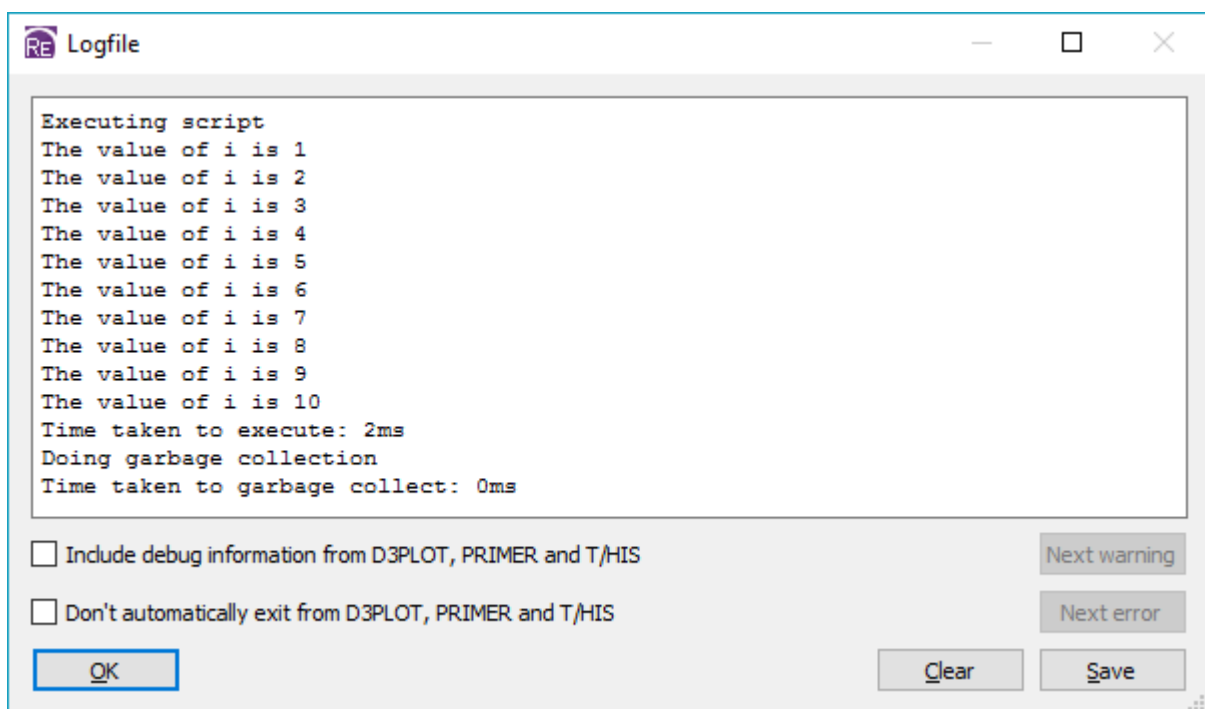 RE Logfile
Executing script
The value of i is 1
The value of i is 2
The value of i is 3
The value of i is 4
The value of i is 5
The value of i is 6
The value of i is 7
The value of i is 8
The value of i is 9
The value of i is 10
Time taken to execute: 2ms
Doing garbage collection
Time taken to garbage collect: 0ms
Include debug information from D3PLOT, PRIMER and T/HIS
Next warning
Don't automatically exit from D3PLOT, PRIMER and T/HIS
Next error
OK
Clear
Save